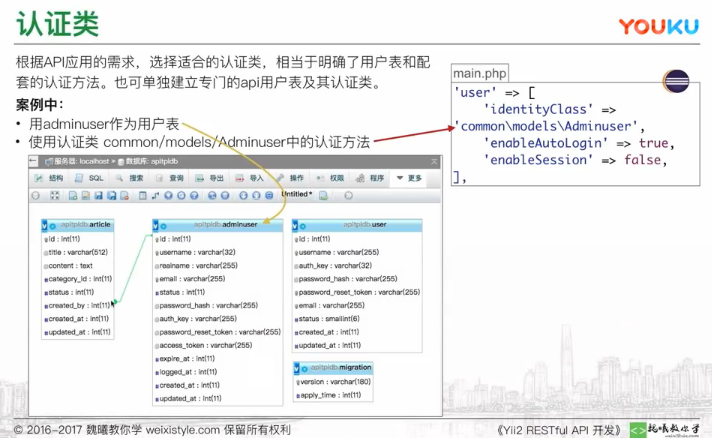 认证类
YOUKU
根据API应用的需求，选择适合的认证类，相当于明确了用户表和配
套的认证方法。也可单独建立专门的api用户表及其认证类。
案例中：
• 用adminuser作为用户表
• 使用认证类 common/models/Adminuser中的认证方法
main.php
'user' => [
'identityClass' =>
'common\models\Adminuser',
'enableAutoLogin' => true,
'enableSession' => false,
],
服务器: localhost » 数据库: apitpldb
结构 SQL 搜索 查询 导出 导入 操作 权限 程序 更多
Untitled *
apitpldb.article
id : int(11)
title : varchar(512)
content : text
category_id : int(11)
status : int(11)
created_by : int(11)
created_at : int(11)
updated_at : int(11)
apitpldb.adminuser
id : int(11)
username : varchar(32)
realname : varchar(255)
email : varchar(255)
status : int(11)
password_hash : varchar(255)
auth_key : varchar(32)
password_reset_token : varchar(255)
access_token : varchar(255)
expire_at : int(11)
logged_at : int(11)
created_at : int(11)
updated_at : int(11)
apitpldb.user
id : int(11)
username : varchar(255)
auth_key : varchar(32)
password_hash : varchar(255)
password_reset_token : varchar(255)
email : varchar(255)
status : smallint(6)
created_at : int(11)
updated_at : int(11)
apitpldb.migration
version : varchar(180)
apply_time : int(11)
© 2016-2017 魏曦教你学 weixistyle.com 保留所有权利
《Yii2 RESTful API 开发》
<> 魏曦教你学